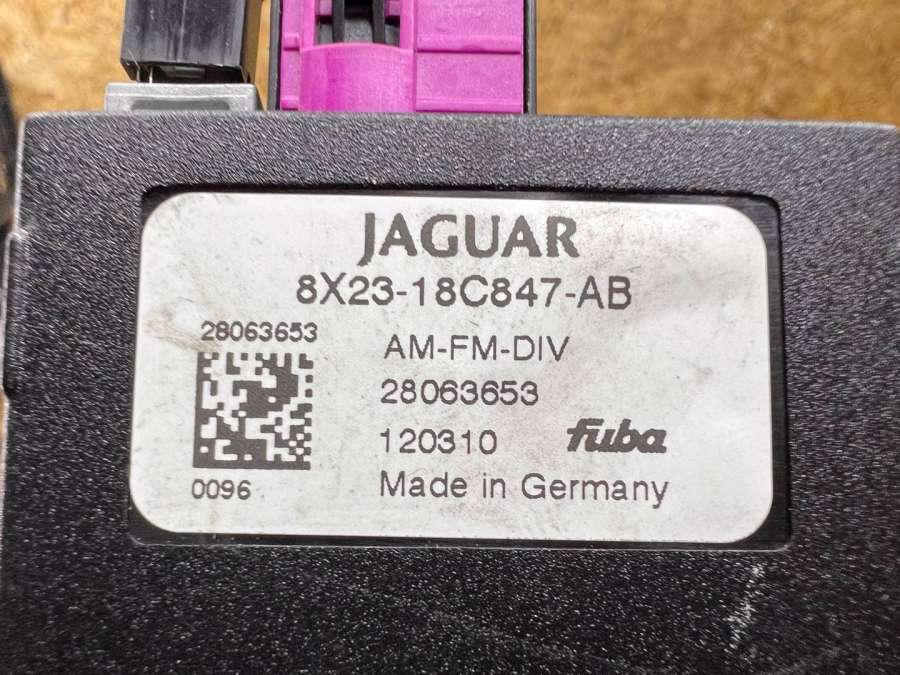 JAGUAR
8X23-18C847-AB
28063653
AM-FM-DIV
28063653
120310
fuba
0096
Made in Germany